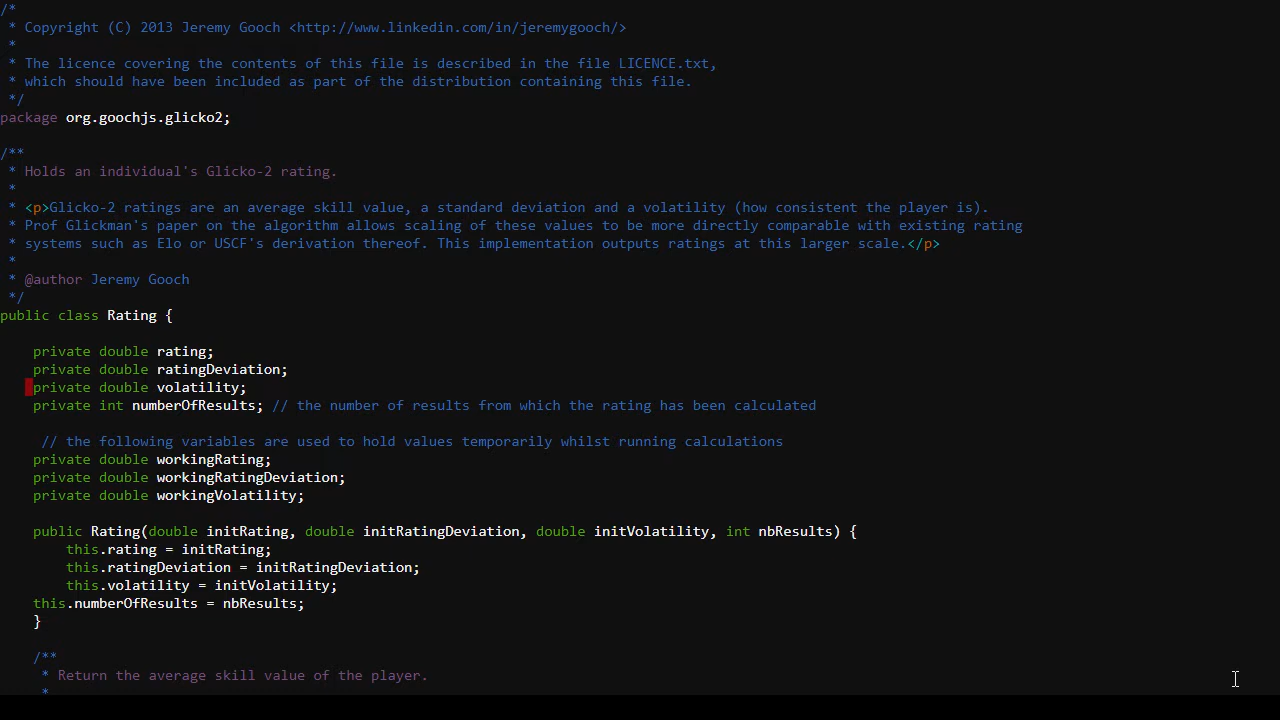 /*
 * Copyright (C) 2013 Jeremy Gooch <http://www.linkedin.com/in/jeremygooch/>
 *
 * The licence covering the contents of this file is described in the file LICENCE.txt,
 * which should have been included as part of the distribution containing this file.
 */
package org.goochjs.glicko2;

/**
 * Holds an individual's Glicko-2 rating.
 *
 * <p>Glicko-2 ratings are an average skill value, a standard deviation and a volatility (how consistent the player is).
 * Prof Glickman's paper on the algorithm allows scaling of these values to be more directly comparable with existing rating
 * systems such as Elo or USCF's derivation thereof. This implementation outputs ratings at this larger scale.</p>
 *
 * @author Jeremy Gooch
 */
public class Rating {

    private double rating;
    private double ratingDeviation;
    private double volatility;
    private int numberOfResults; // the number of results from which the rating has been calculated

     // the following variables are used to hold values temporarily whilst running calculations
    private double workingRating;
    private double workingRatingDeviation;
    private double workingVolatility;

    public Rating(double initRating, double initRatingDeviation, double initVolatility, int nbResults) {
        this.rating = initRating;
        this.ratingDeviation = initRatingDeviation;
        this.volatility = initVolatility;
    this.numberOfResults = nbResults;
    }

    /**
     * Return the average skill value of the player.
     *